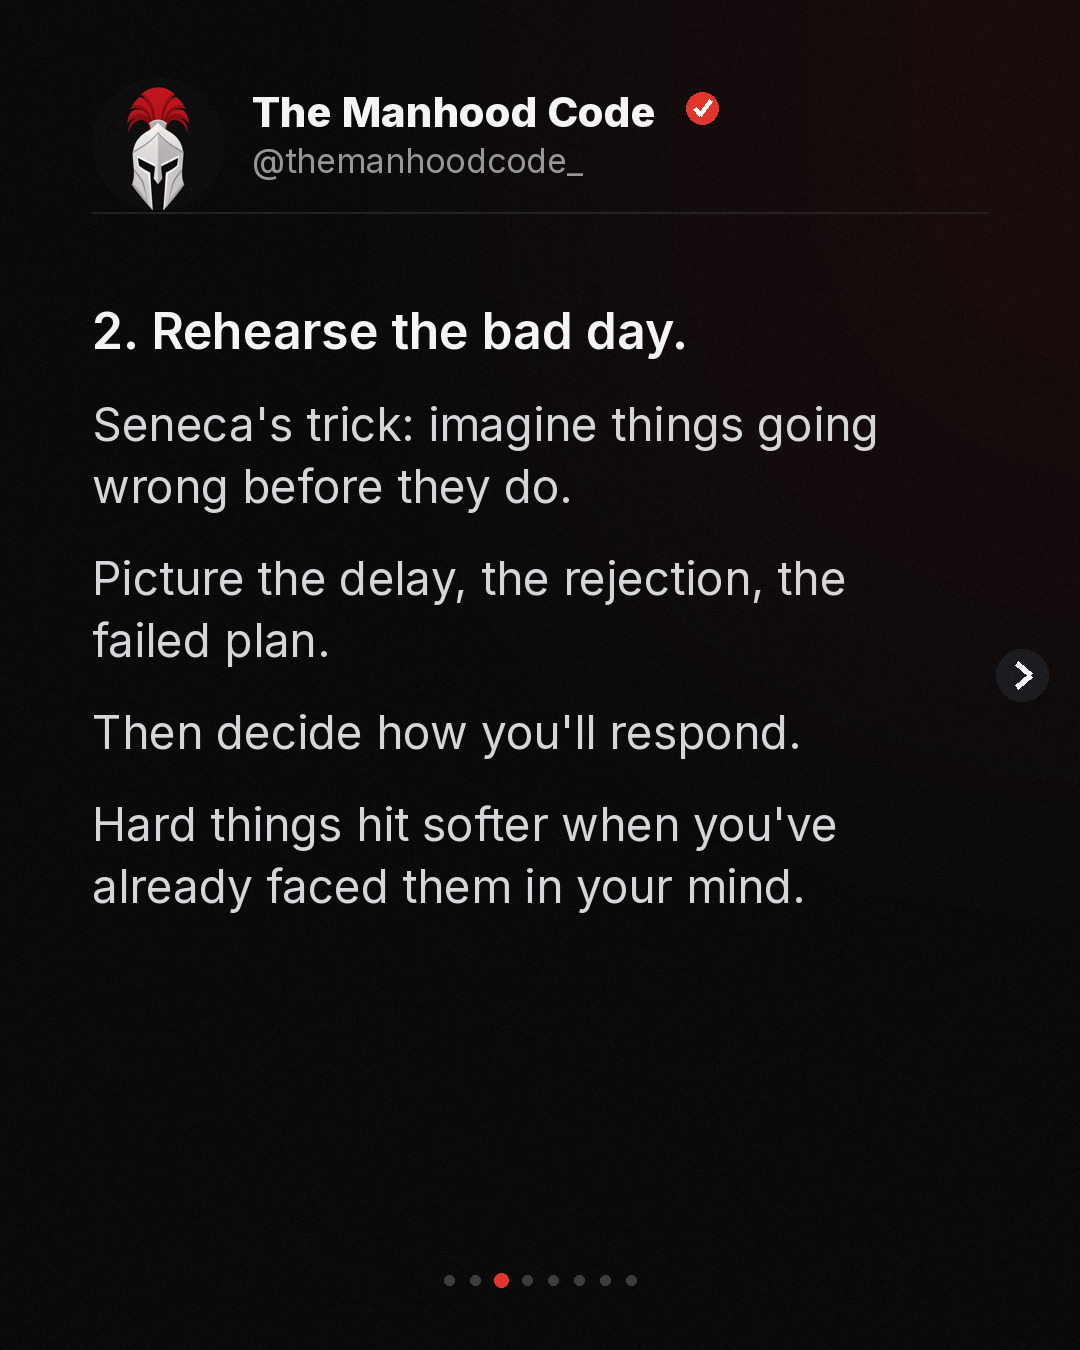 The Manhood Code
@themanhoodcode_
2. Rehearse the bad day.
Seneca's trick: imagine things going
wrong before they do.
Picture the delay, the rejection, the
failed plan.
Then decide how you'll respond.
Hard things hit softer when you've
already faced them in your mind.